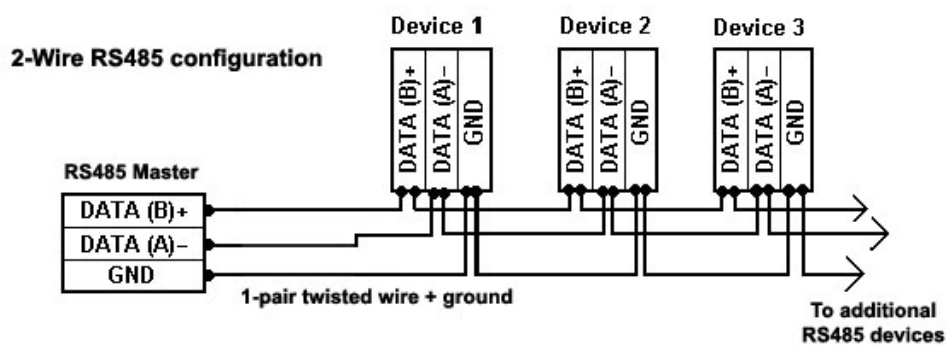 2-Wire RS485 configuration
Device 1
Device 2
Device 3
DATA (B)+
DATA (A)-
GND
DATA (B)+
DATA (A)-
GND
DATA (B)+
DATA (A)-
GND
RS485 Master
DATA (B)+
DATA (A)-
GND
1-pair twisted wire + ground
To additional
RS485 devices